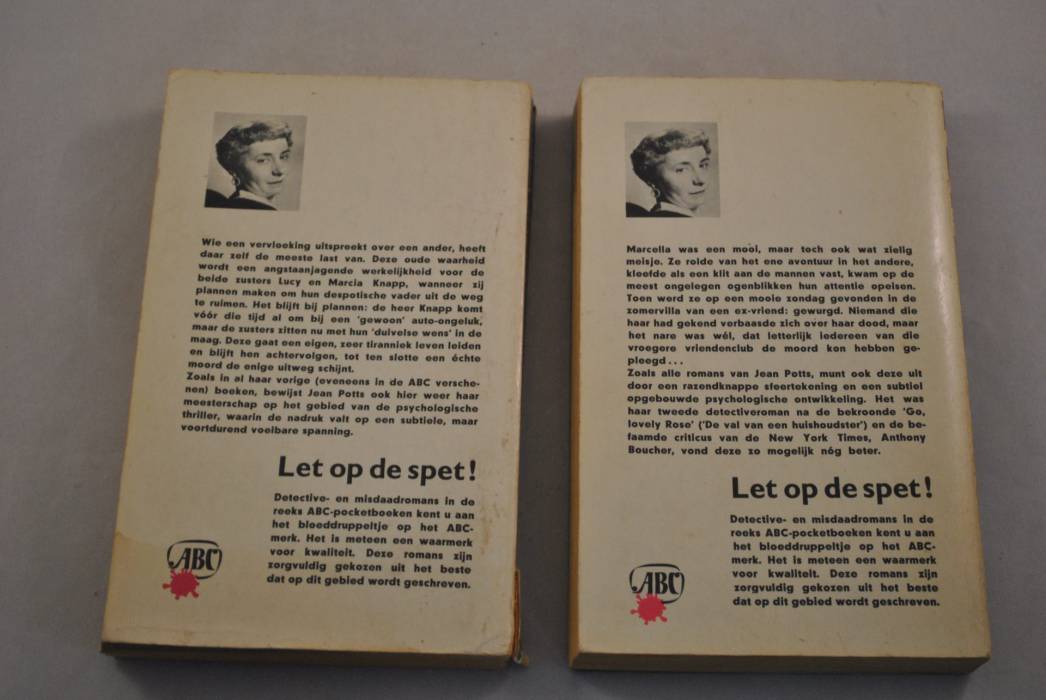 Wie een vervloeking uitspreekt over een ander, heeft
daar zelf de meeste last van. Deze oude waarheid
wordt een angstaanjagende werkelijkheid voor de
beide zusters Lucy en Marcia Knapp, wanneer zij
plannen maken om hun despotische vader uit de weg
te ruimen. Het blijft bij plannen: de heer Knapp komt
vóór die tijd al om bij een 'gewoon' auto-ongeluk,
maar de zusters zitten nu met hun 'duivelse wens' in de
maag. Deze gaat een eigen, zeer tiranniek leven leiden
en blijft hen achtervolgen, tot ten slotte een échte
moord de enige uitweg schijnt.
Zoals in al haar vorige (eveneens in de ABC versche-
nen) boeken, bewijst Jean Potts ook hier weer haar
meesterschap op het gebied van de psychologische
thriller, waarin de nadruk valt op een subtiele, maar
voortdurend voelbare spanning.
Let op de spet!
Detective- en misdaadromans in de
reeks ABC-pocketboeken kent u aan
het bloeddruppeltje op het ABC-
merk. Het is meteen een waarmerk
voor kwaliteit. Deze romans zijn
zorgvuldig gekozen uit het beste
dat op dit gebied wordt geschreven.
ABC
Marcella was een mooi, maar toch ook wat zielig
meisje. Ze rolde van het ene avontuur in het andere,
kleefde als een klit aan de mannen vast, kwam op de
meest ongelegen ogenblikken hun attentie opeisen.
Toen werd ze op een mooie zondag gevonden in de
zomervilla van een ex-vriend: gewurgd. Niemand die
haar had gekend verbaasde zich over haar dood, maar
het nare was wél, dat letterlijk iedereen van die
vroegere vriendenclub de moord kon hebben ge-
pleegd...
Zoals alle romans van Jean Potts, munt ook deze uit
door een razendknappe sfeertekening en een subtiel
opgebouwde psychologische ontwikkeling. Het was
haar tweede detectiveroman na de bekroonde 'Go,
lovely Rose' ('De val van een huishoudster') en de be-
faamde criticus van de New York Times, Anthony
Boucher, vond deze zo mogelijk nóg beter.
Let op de spet!
Detective- en misdaadromans in de
reeks ABC-pocketboeken kent u aan
het bloeddruppeltje op het ABC-
merk. Het is meteen een waarmerk
voor kwaliteit. Deze romans zijn
zorgvuldig gekozen uit het beste
dat op dit gebied wordt geschreven.
ABC